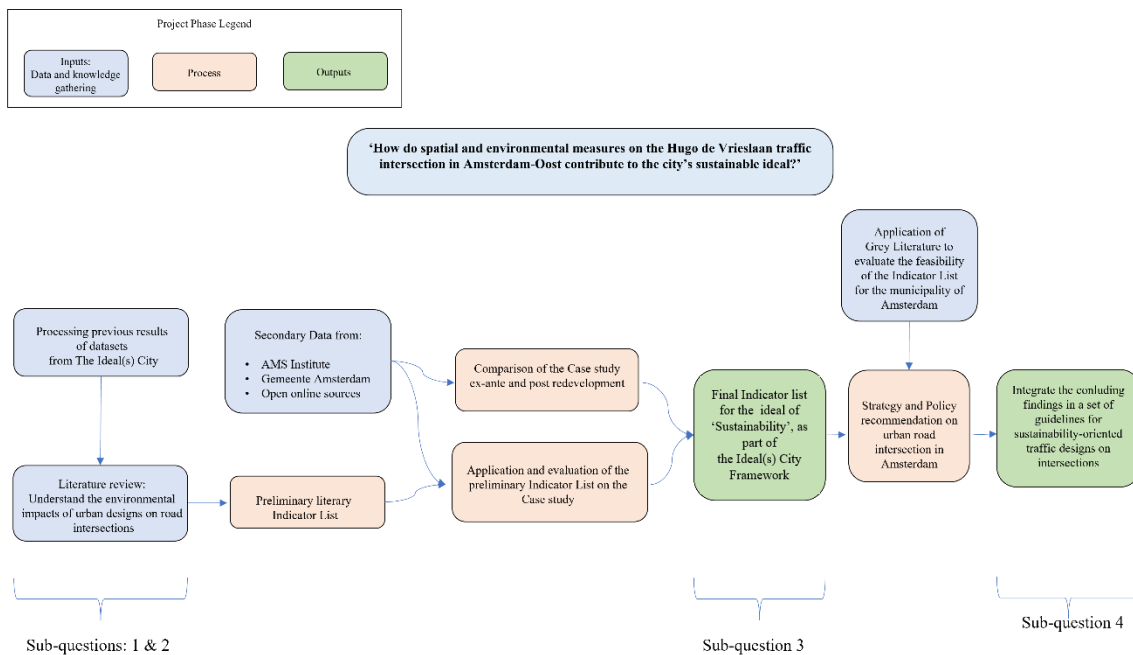 Project Phase Legend
Inputs:
Data and knowledge
gathering
Process
Outputs
‘How do spatial and environmental measures on the Hugo de Vrieslaan traffic
intersection in Amsterdam-Oost contribute to the city’s sustainable ideal?’
Application of
Grey Literature to
evaluate the feasibility
of the Indicator List
for the municipality of
Amsterdam
Processing previous results
of datasets
from The Ideal(s) City
Secondary Data from:
• AMS Institute
• Gemeente Amsterdam
• Open online sources
Comparison of the Case study
ex-ante and post redevelopment
Final Indicator list
for the ideal of
‘Sustainability’, as
part of
the Ideal(s) City
Framework
Strategy and Policy
recommendation on
urban road
intersection in
Amsterdam
Integrate the conluding
findings in a set of
guidelines for
sustainability-oriented
traffic designs on
intersections
Literature review:
Understand the environmental
impacts of urban designs on road
intersections
Preliminary literary
Indicator List
Application and evaluation of the
preliminary Indicator List on the
Case study
Sub-questions: 1 & 2
Sub-question 3
Sub-question 4